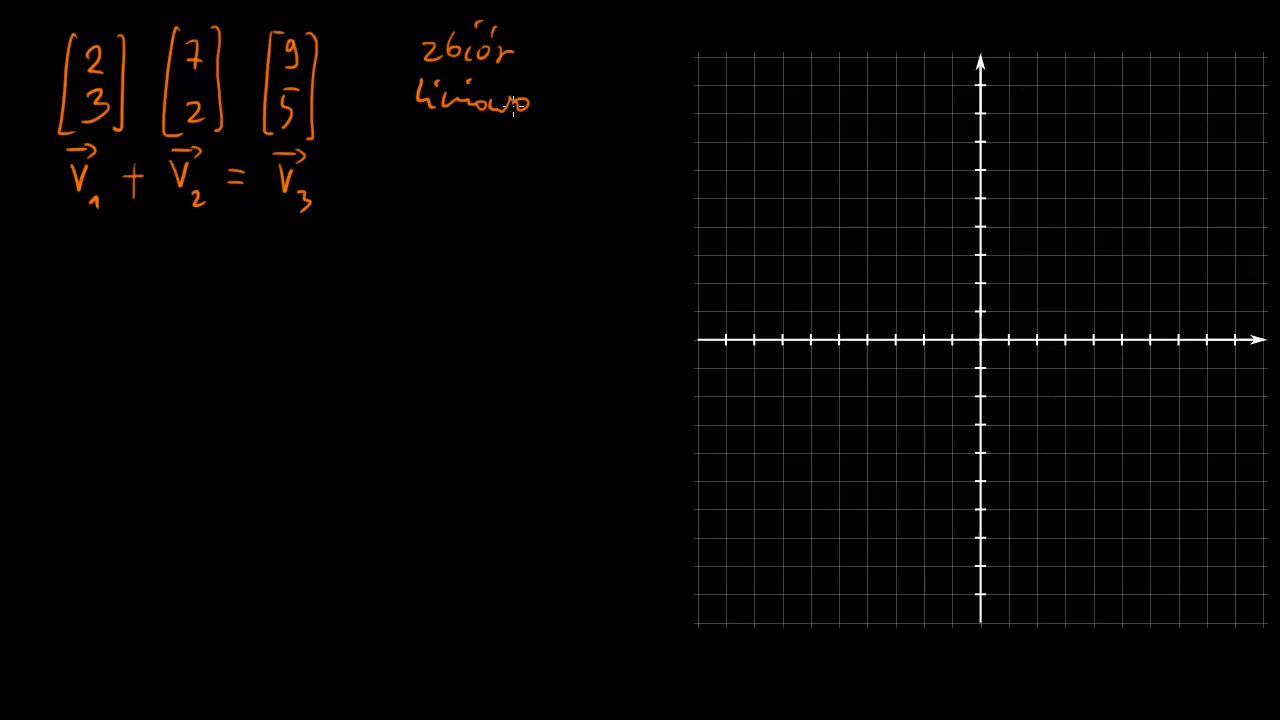 [2 3] [7 2] [9 5]
V₁ + V₂ = V₃
zbiór
liniowo